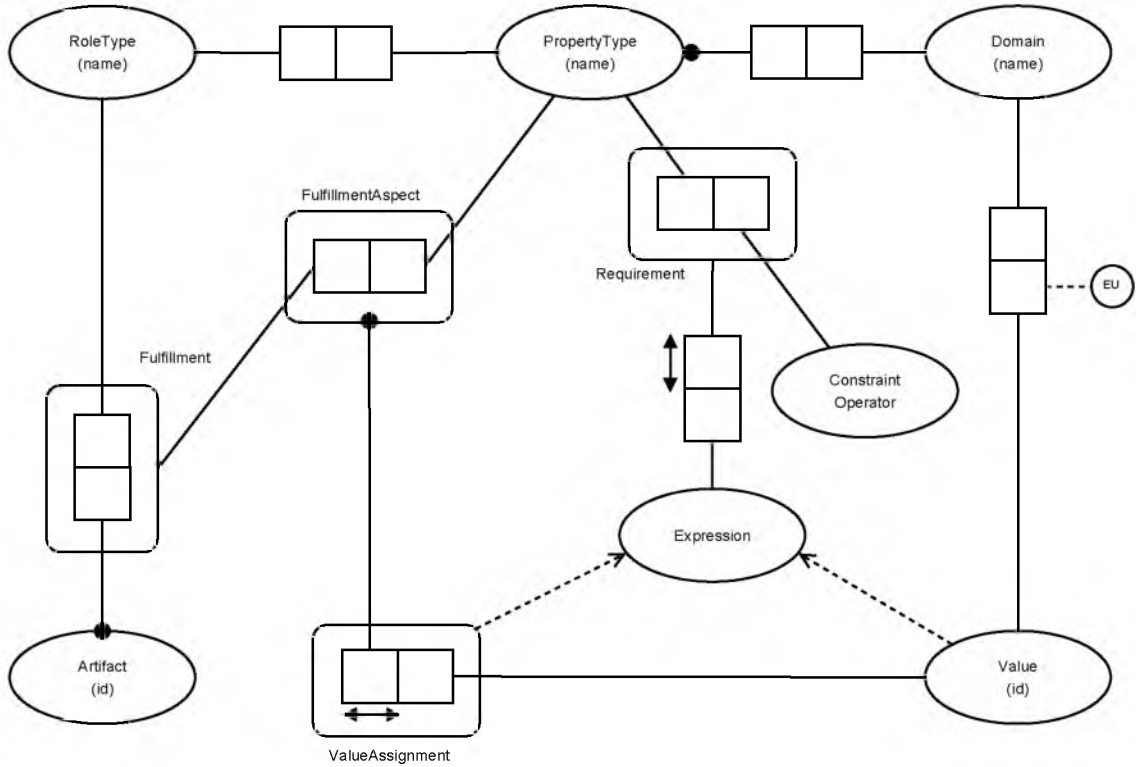 RoleType
(name)
PropertyType
(name)
Domain
(name)
FulfillmentAspect
Requirement
EU
Fulfillment
Constraint
Operator
Expression
Artifact
(id)
Value
(id)
ValueAssignment